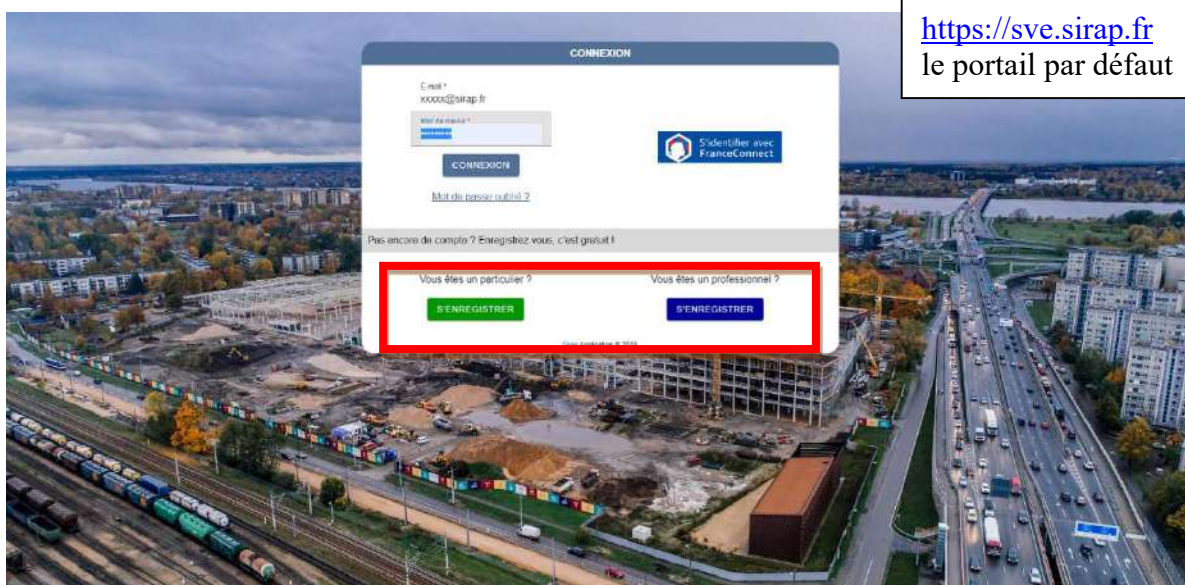 https://sve.sirap.fr
le portail par défaut
CONNEXION
E-mail *
xxxxx@sirap.fr
Mot de passe *
CONNEXION
Mot de passe oublié ?
S'identifier avec
FranceConnect
Pas encore de compte ? Enregistrez vous, c'est gratuit !
Vous êtes un particulier ?
Vous êtes un professionnel ?
S'ENREGISTRER
S'ENREGISTRER